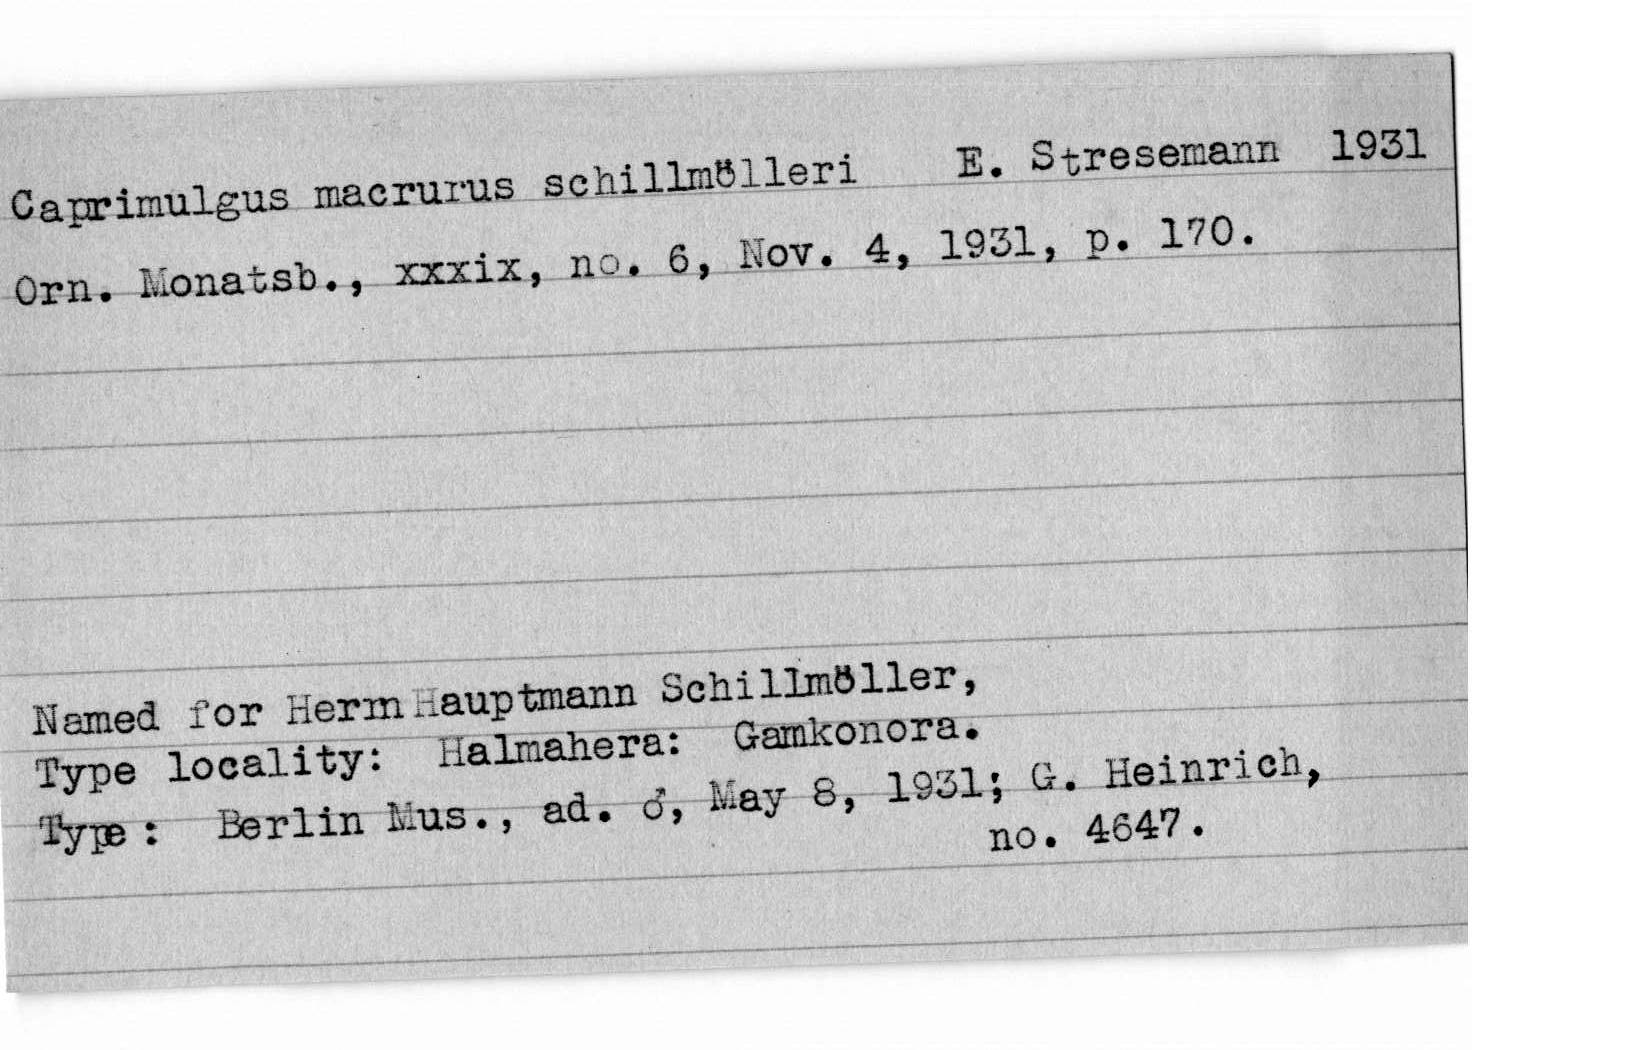 Caprimulgus macrurus schillmölleri E. Stresemann 1931
Orn. Monatsb., xxxix, no. 6, Nov. 4, 1931, p. 170.
Named for Herrn Hauptmann Schillmöller,
Type locality: Halmahera: Gamkonora.
Type: Berlin Mus., ad. ♂, May 8, 1931; G. Heinrich,
no. 4647.